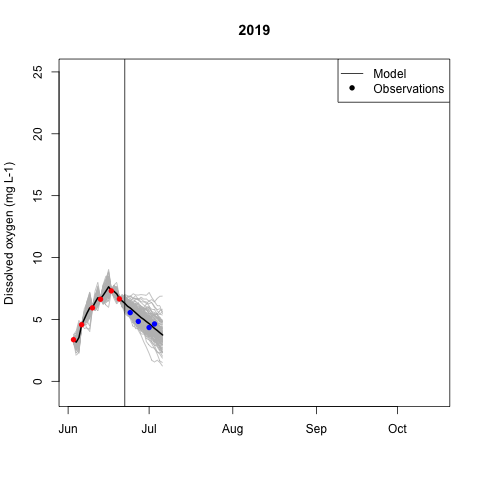 2019
Model
Observations
Dissolved oxygen (mg L-1)
25
20
15
10
5
0
Jun
Jul
Aug
Sep
Oct